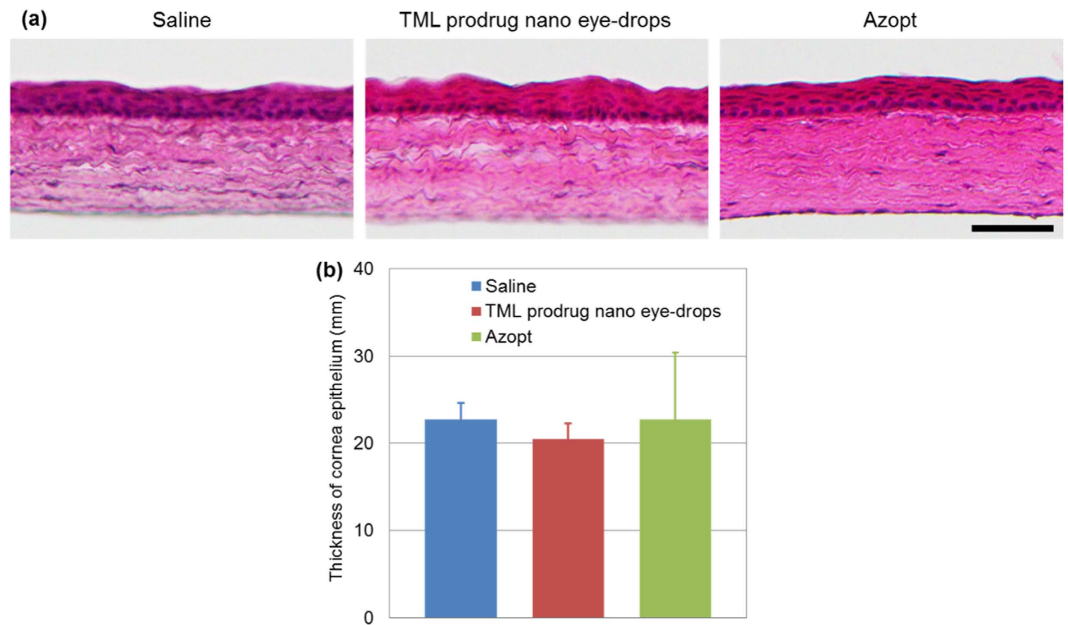 (a)
Saline
TML prodrug nano eye-drops
Azopt
(b)
Thickness of cornea epithelium (mm)
40
30
20
10
0
Saline
TML prodrug nano eye-drops
Azopt